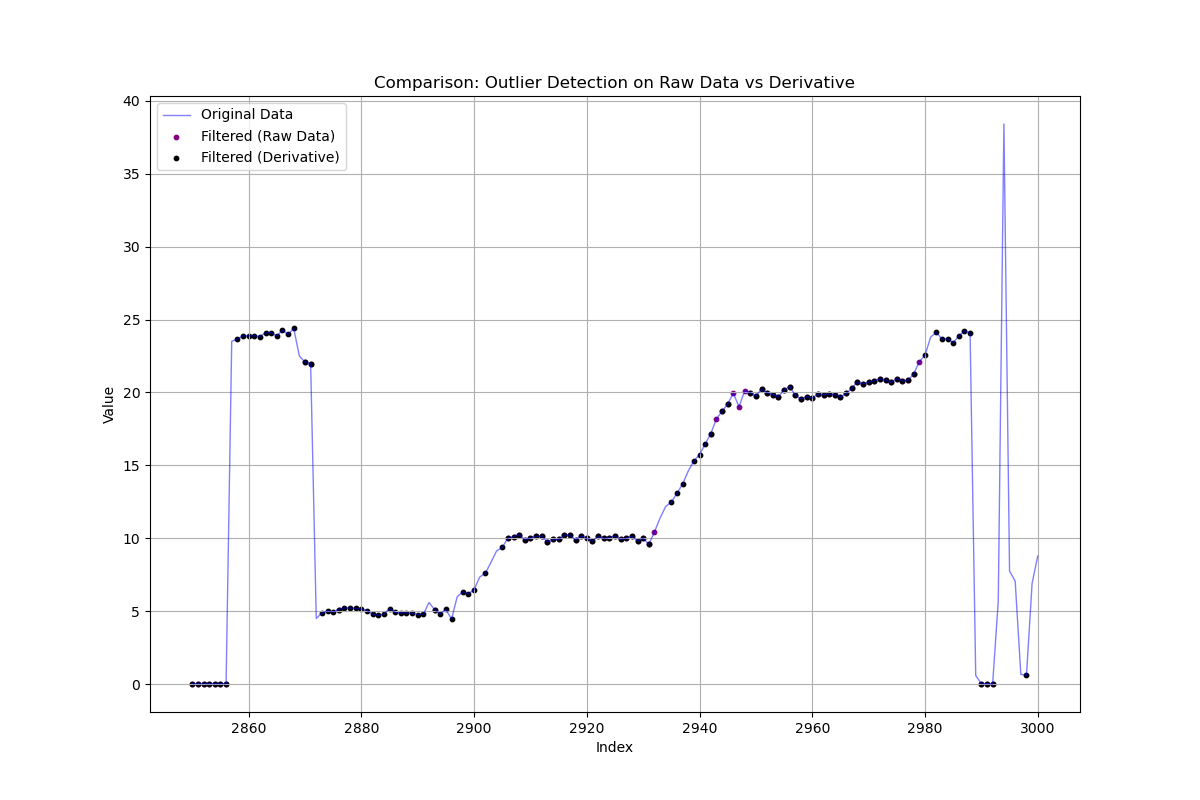 Comparison: Outlier Detection on Raw Data vs Derivative
Original Data
Filtered (Raw Data)
Filtered (Derivative)
40
35
30
25
20
15
10
5
0
Value
2860 2880 2900 2920 2940 2960 2980 3000
Index